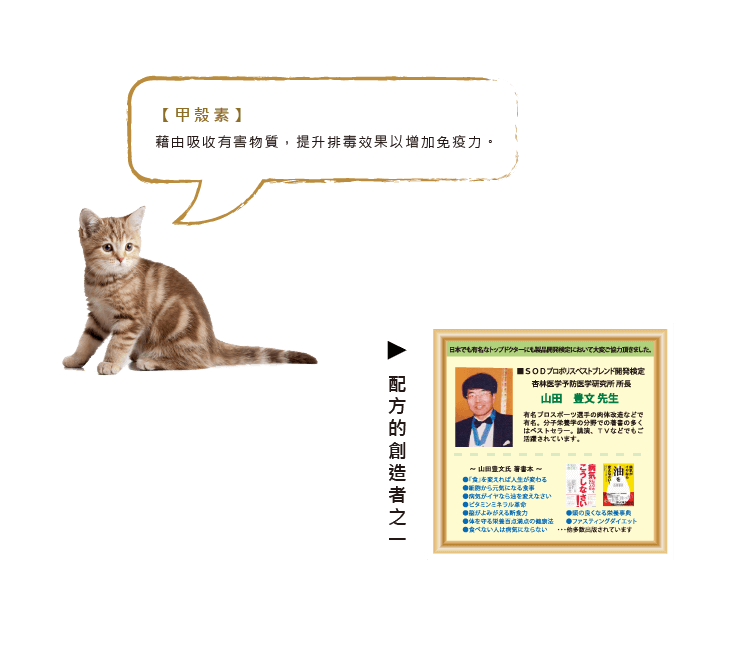 【甲殼素】
藉由吸收有害物質，提升排毒效果以增加免疫力。
▶配方的創造者之一
日本でも有名なトップドクターにも製品開発検定において大変ご協力頂きました。
■ＳＯＤプロポリスベストブレンド開発検定
杏林医学予防医学研究所 所長
山田　豊文 先生
有名プロスポーツ選手の肉体改造などで
有名。分子栄養学の分野での著書の多く
はベストセラー。講演、ＴＶなどでもご
活躍されています。
～ 山田豊文氏 著書本 ～
●「食」を変えれば人生が変わる
●細胞から元気になる食事
●病気がイヤなら油を変えなさい
●ビタミンミネラル革命
●脳がよみがえる断食力
●体を守る栄養当点満点の健康法
●食べない人は病気にならない
病気
こうしなさい!
油を
●頭の良くなる栄養事典
●ファスティングダイエット
･･･他多数出版されています